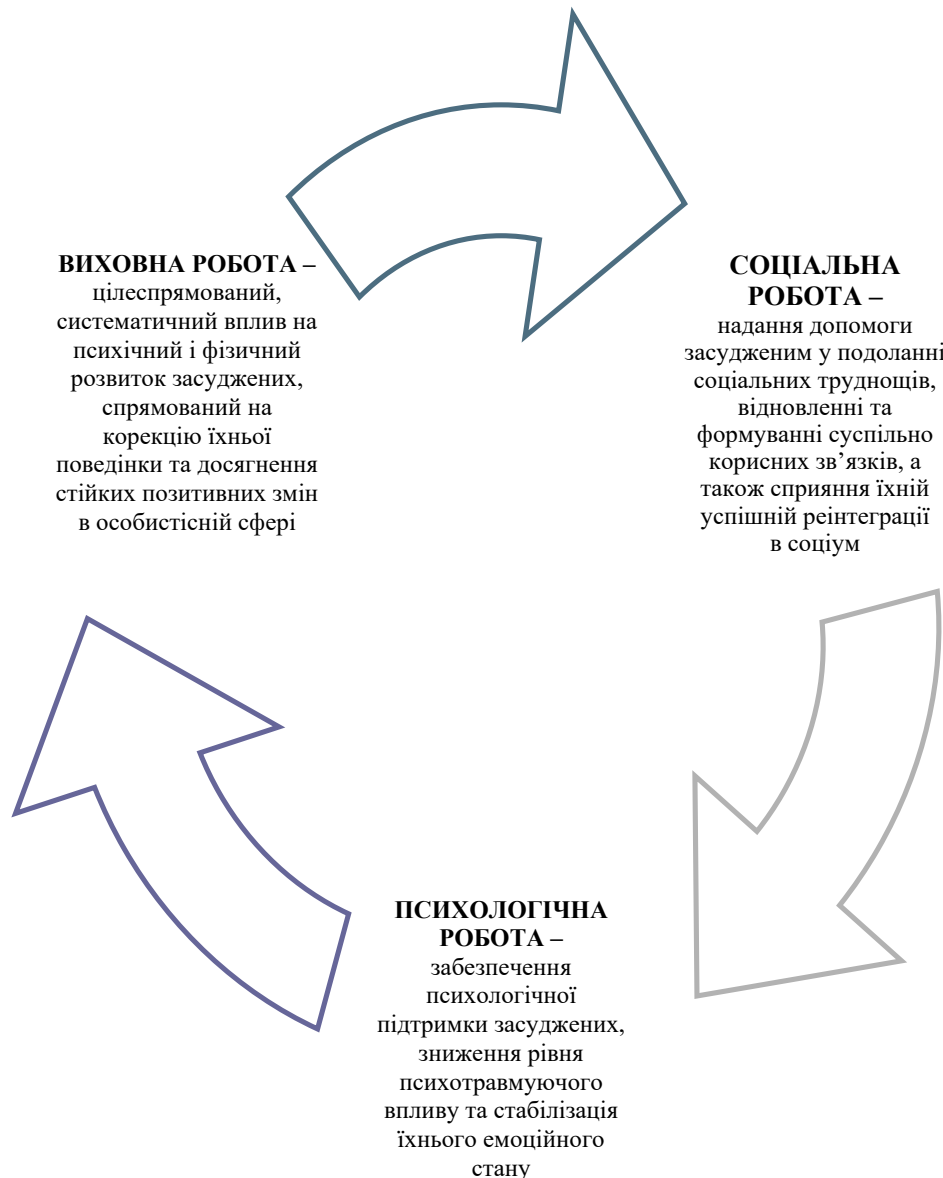 ВИХОВНА РОБОТА –
цілеспрямований,
систематичний вплив на
психічний і фізичний
розвиток засуджених,
спрямований на
корекцію їхньої
поведінки та досягнення
стійких позитивних змін
в особистісній сфері
СОЦІАЛЬНА
РОБОТА –
надання допомоги
засудженим у подоланні
соціальних труднощів,
відновленні та
формуванні суспільно
корисних зв’язків, а
також сприяння їхній
успішній реінтеграції
в соціум
ПСИХОЛОГІЧНА
РОБОТА –
забезпечення
психологічної
підтримки засуджених,
зниження рівня
психотравмуючого
впливу та стабілізація
їхнього емоційного
стану